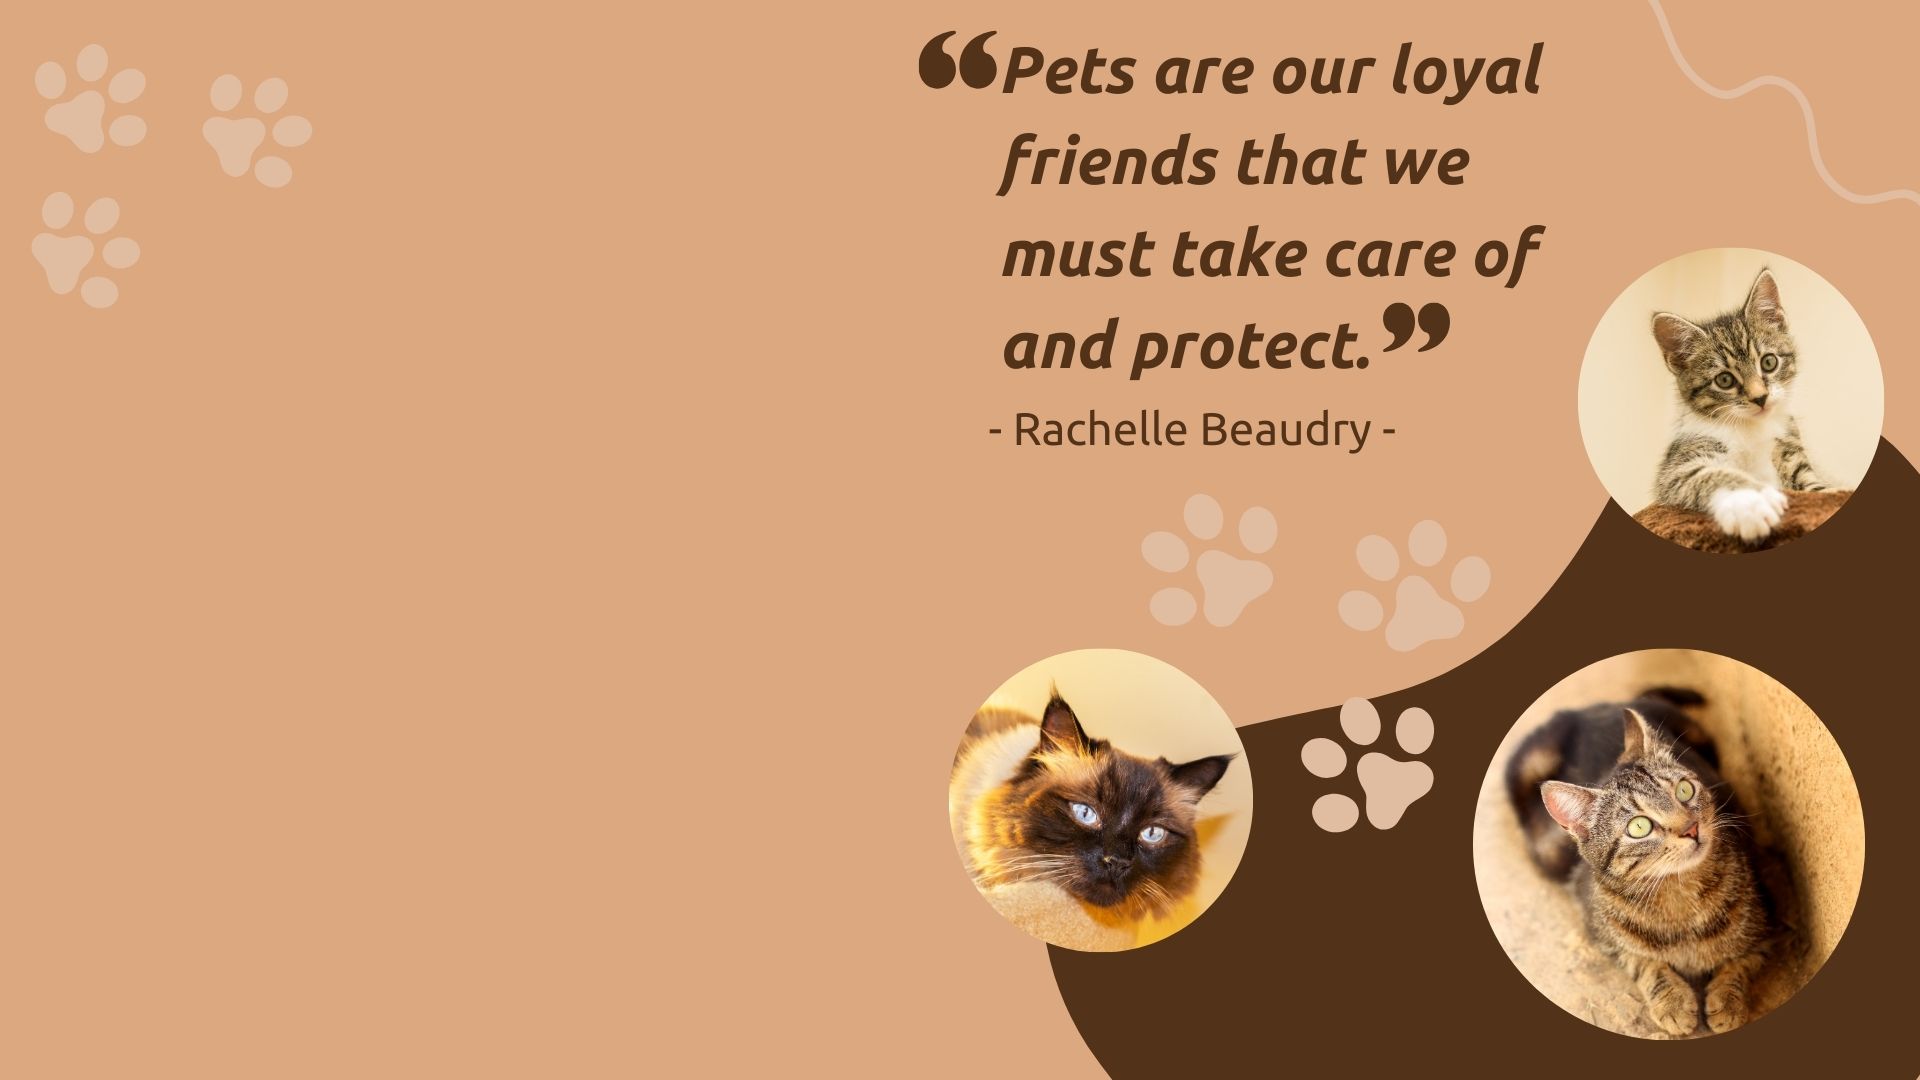 “Pets are our loyal
friends that we
must take care of
and protect.”
- Rachelle Beaudry -